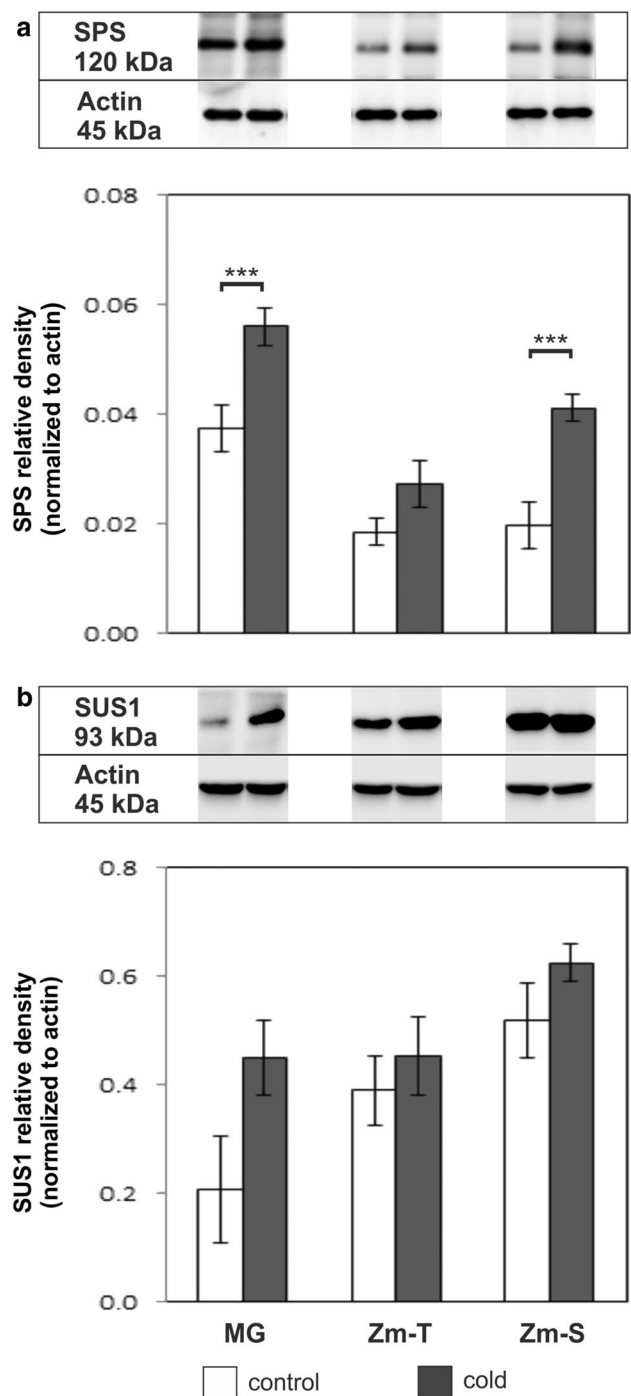 a
SPS
120 kDa
Actin
45 kDa
0.08
0.06
0.04
0.02
0.00
SPS relative density
(normalized to actin)
***
***
b
SUS1
93 kDa
Actin
45 kDa
0.8
0.6
0.4
0.2
0.0
SUS1 relative density
(normalized to actin)
MG Zm-T Zm-S
control cold